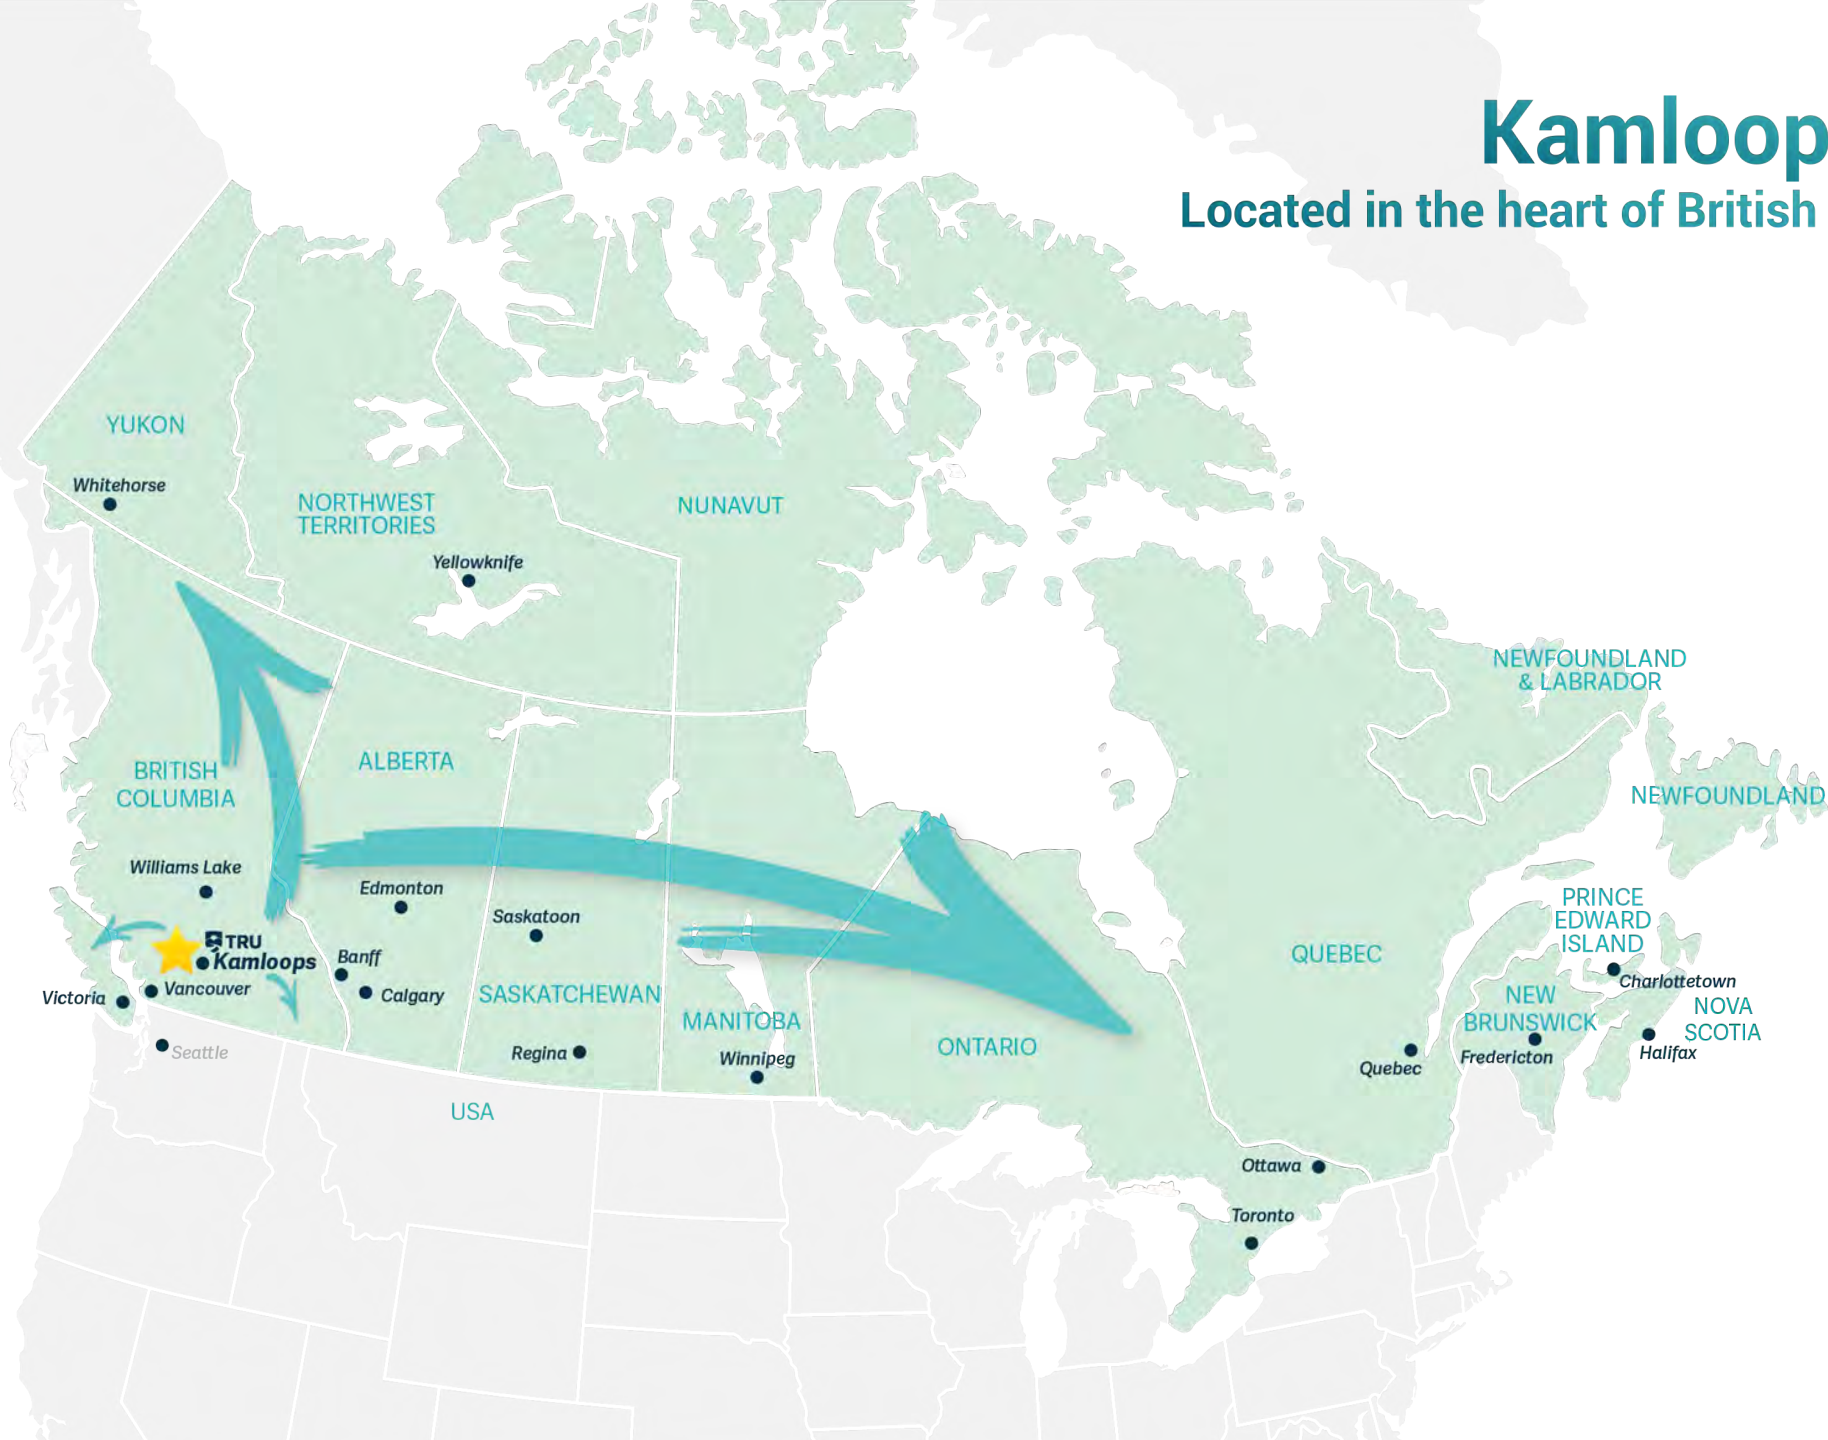 Kamloop
Located in the heart of British
YUKON
Whitehorse
NORTHWEST
TERRITORIES
Yellowknife
NUNAVUT
NEWFOUNDLAND
& LABRADOR
NEWFOUNDLAND
BRITISH
COLUMBIA
ALBERTA
Williams Lake
Edmonton
Saskatoon
TRU
Kamloops
Banff
Calgary
Vancouver
Victoria
Seattle
SASKATCHEWAN
Regina
MANITOBA
Winnipeg
ONTARIO
QUEBEC
PRINCE
EDWARD
ISLAND
Charlottetown
NEW
BRUNSWICK
NOVA
SCOTIA
Halifax
Fredericton
Quebec
USA
Ottawa
Toronto